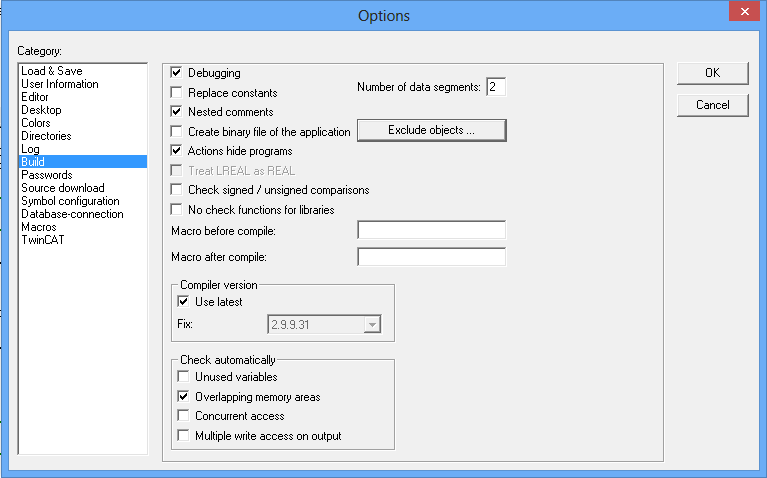 Options
Category:
Load & Save
User Information
Editor
Desktop
Colors
Directories
Log
Build
Passwords
Source download
Symbol configuration
Database-connection
Macros
TwinCAT
Debugging
Replace constants
Number of data segments: 2
Nested comments
Create binary file of the application
Exclude objects ...
Actions hide programs
Treat LREAL as REAL
Check signed / unsigned comparisons
No check functions for libraries
Macro before compile:
Macro after compile:
Compiler version
Use latest
Fix: 2.9.9.31
Check automatically
Unused variables
Overlapping memory areas
Concurrent access
Multiple write access on output
OK
Cancel